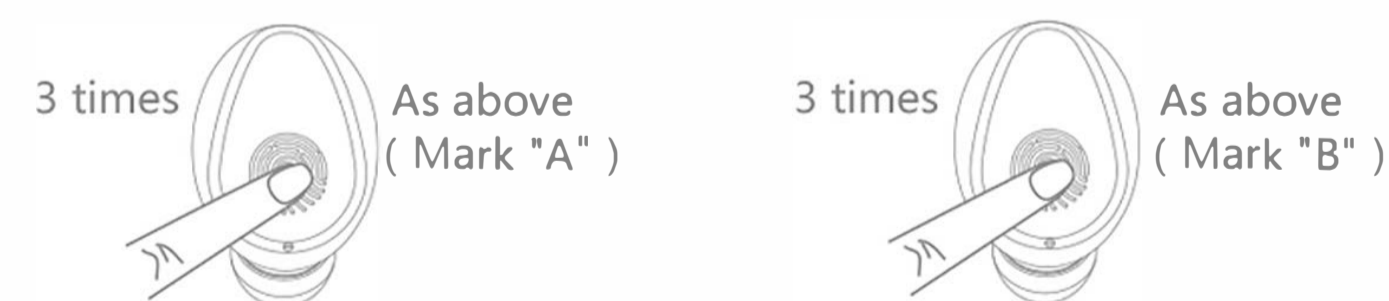 3 times
As above
( Mark "A" )
3 times
As above
( Mark "B" )